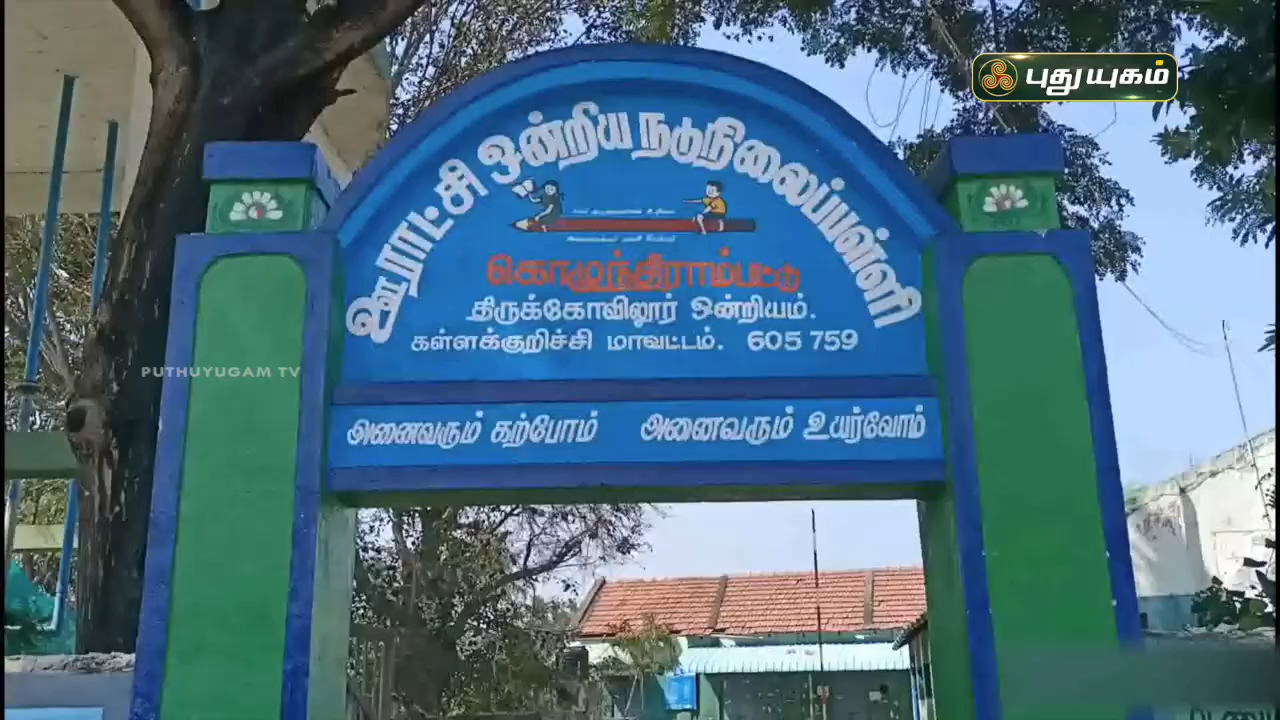 புதுயுகம்
ஊராட்சி ஒன்றிய நடுநிலைப்பள்ளி
கொழுந்தீராம்பட்டு
திருக்கோவிலூர் ஒன்றியம்.
கள்ளக்குறிச்சி மாவட்டம். 605 759
PUTHUYUGAM TV
அனைவரும் கற்போம் அனைவரும் உயர்வோம்